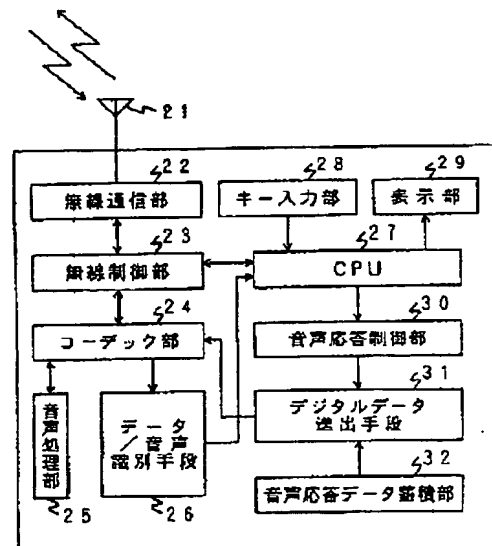 21
22
無線通信部
28
キー入力部
29
表示部
23
無線制御部
27
CPU
24
コーデック部
30
音声応答制御部
31
デジタルデータ
送出手段
音声処理部
25
データ
/音声
識別手段
26
32
音声応答データ蓄積部